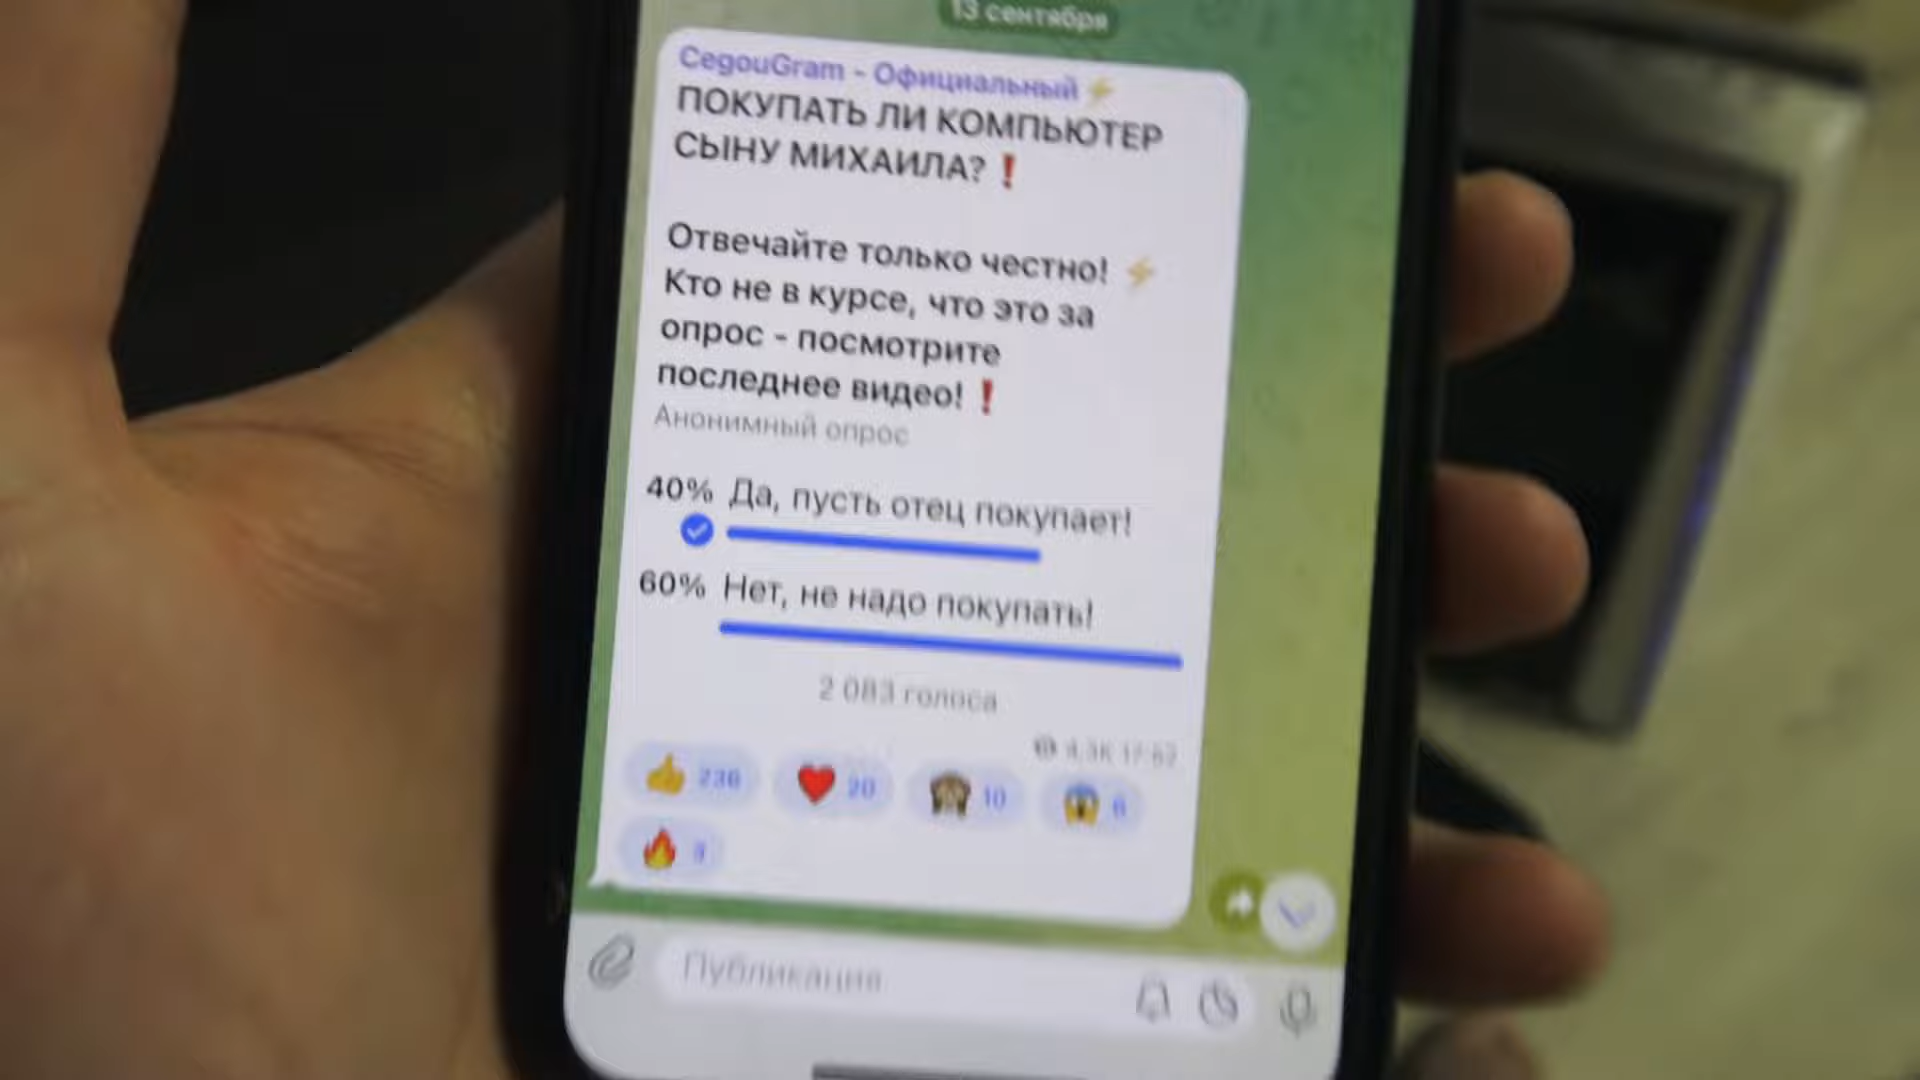 13 сентября
CegouGram - Официальный⚡
ПОКУПАТЬ ЛИ КОМПЬЮТЕР
СЫНУ МИХАИЛА?❗
Отвечайте только честно! ⚡
Кто не в курсе, что это за
опрос - посмотрите
последнее видео!❗
Анонимный опрос
40% Да, пусть отец покупает!
60% Нет, не надо покупать!
2 083 голоса
👍 236 ❤️ 20 🙈 10 😱 6
🔥
Публикация